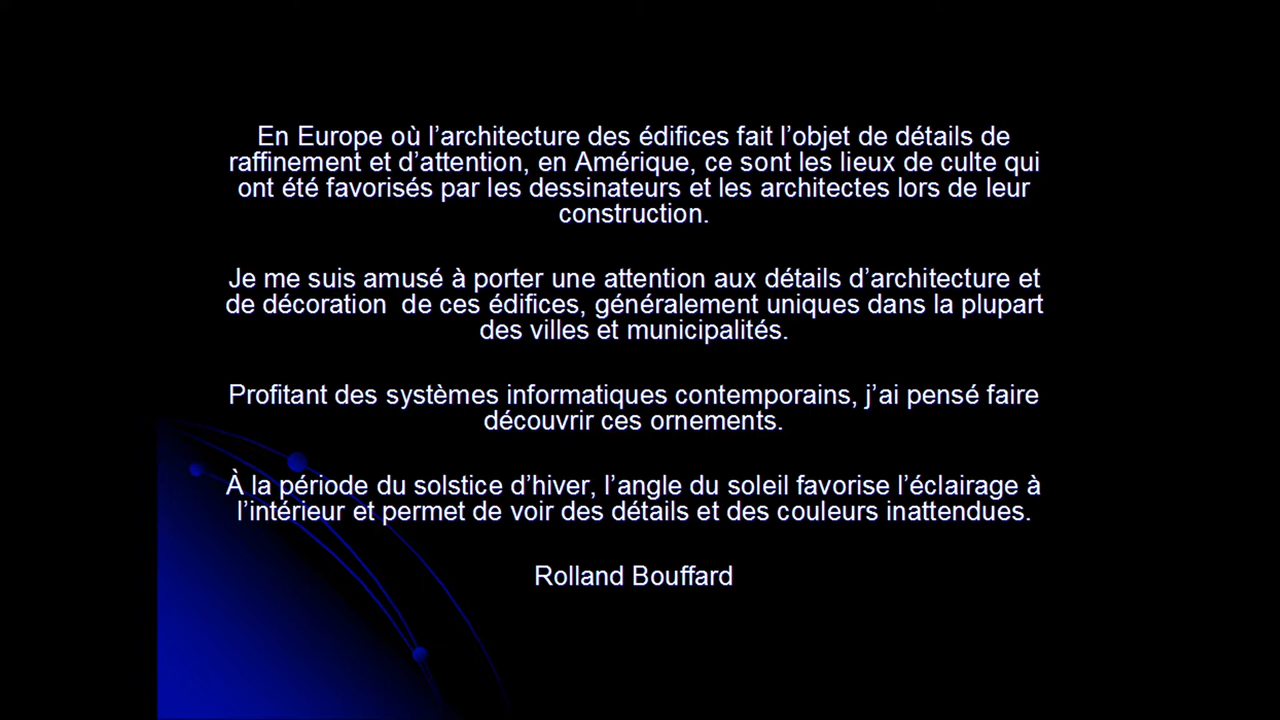 En Europe où l’architecture des édifices fait l’objet de détails de
raffinement et d’attention, en Amérique, ce sont les lieux de culte qui
ont été favorisés par les dessinateurs et les architectes lors de leur
construction.
Je me suis amusé à porter une attention aux détails d’architecture et
de décoration  de ces édifices, généralement uniques dans la plupart
des villes et municipalités.
Profitant des systèmes informatiques contemporains, j’ai pensé faire
découvrir ces ornements.
À la période du solstice d’hiver, l’angle du soleil favorise l’éclairage à
l’intérieur et permet de voir des détails et des couleurs inattendues.
Rolland Bouffard